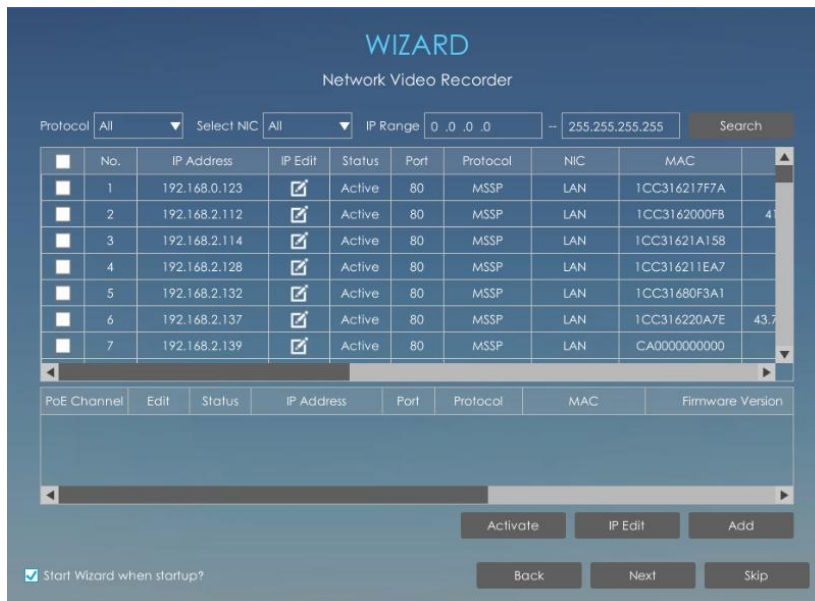 WIZARD
Network Video Recorder
Protocol All Select NIC All IP Range 0 .0 .0 .0 -- 255.255.255.255 Search
No. IP Address IP Edit Status Port Protocol NIC MAC
1 192.168.0.123 Active 80 MSSP LAN 1CC316217F7A
2 192.168.2.112 Active 80 MSSP LAN 1CC3162000FB 41
3 192.168.2.114 Active 80 MSSP LAN 1CC31621A158
4 192.168.2.128 Active 80 MSSP LAN 1CC316211EA7
5 192.168.2.132 Active 80 MSSP LAN 1CC31680F3A1
6 192.168.2.137 Active 80 MSSP LAN 1CC316220A7E 43.7
7 192.168.2.139 Active 80 MSSP LAN CA0000000000
PoE Channel Edit Status IP Address Port Protocol MAC Firmware Version
Activate IP Edit Add
Start Wizard when startup? Back Next Skip